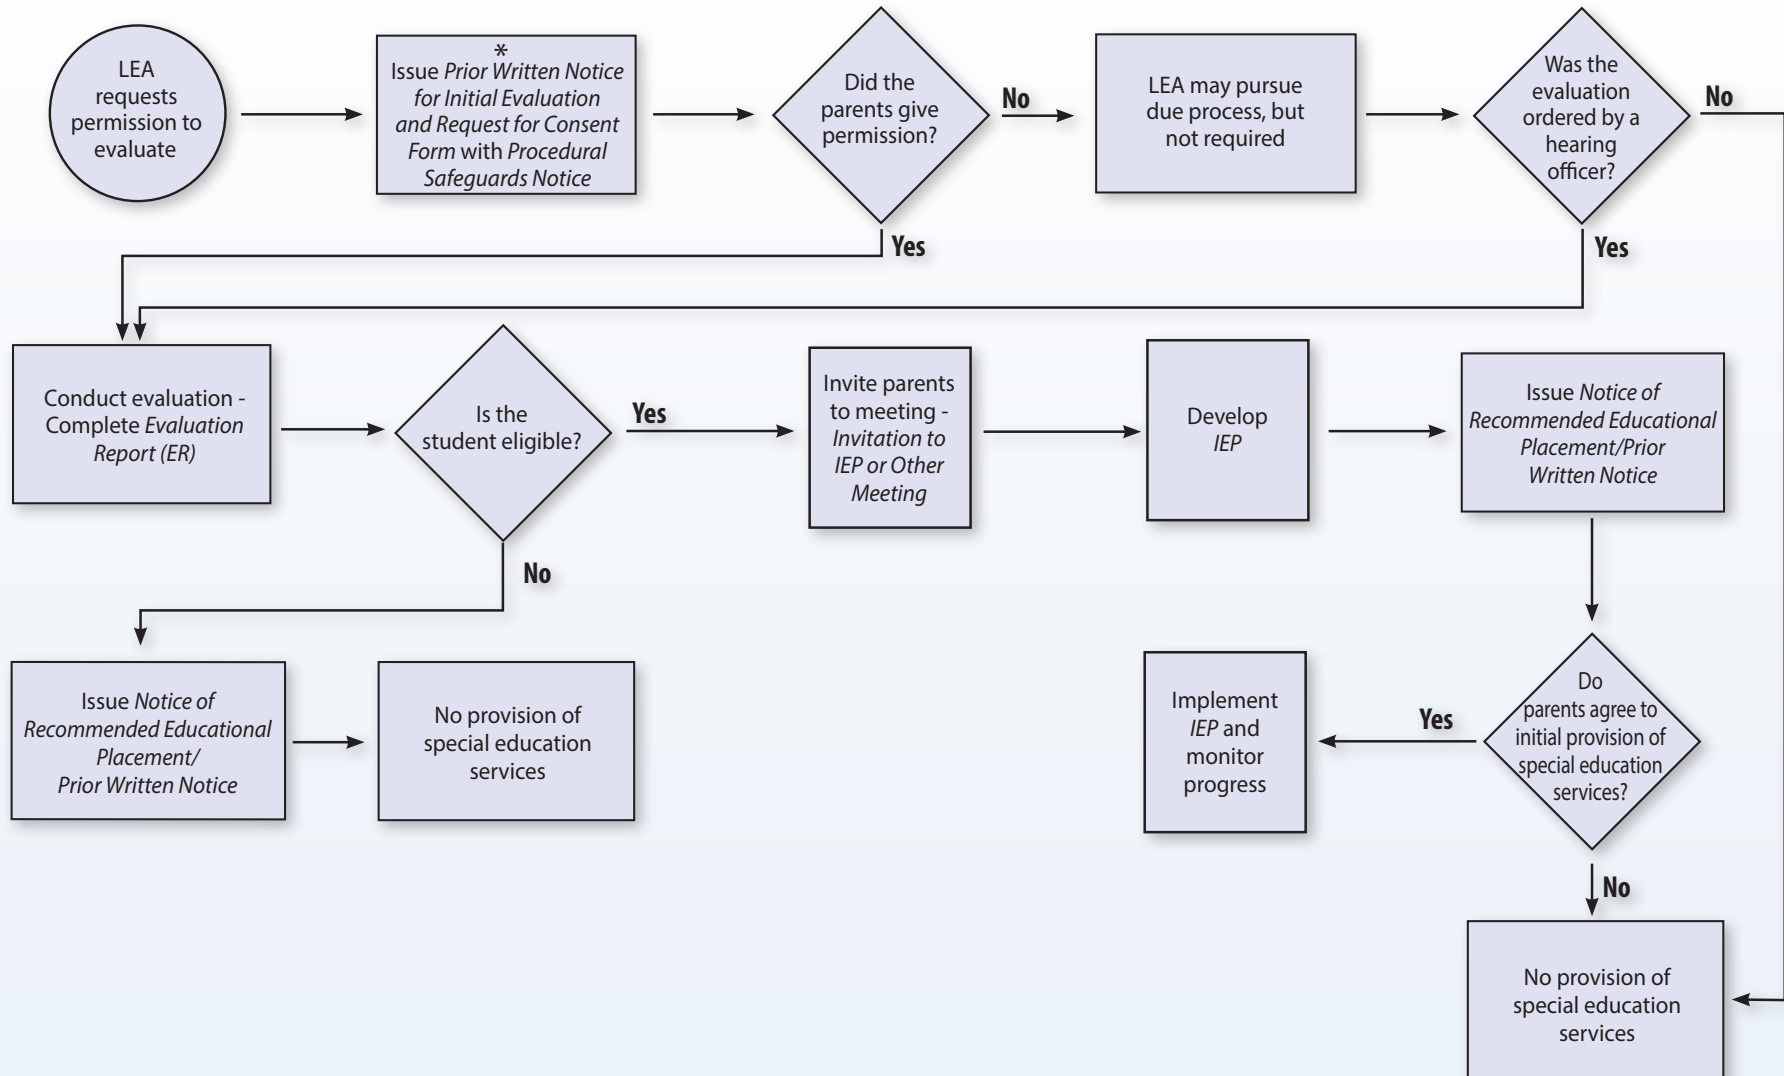 LEA
requests
permission to
evaluate
*
Issue Prior Written Notice
for Initial Evaluation
and Request for Consent
Form with Procedural
Safeguards Notice
Did the
parents give
permission?
No
LEA may pursue
due process, but
not required
Was the
evaluation
ordered by a
hearing
officer?
No
Yes
Yes
Conduct evaluation -
Complete Evaluation
Report (ER)
Is the
student eligible?
Yes
Invite parents
to meeting -
Invitation to
IEP or Other
Meeting
Develop
IEP
Issue Notice of
Recommended Educational
Placement/Prior
Written Notice
No
Issue Notice of
Recommended Educational
Placement/
Prior Written Notice
No provision of
special education
services
Implement
IEP and
monitor
progress
Yes
Do
parents agree to
initial provision of
special education
services?
No
No provision of
special education
services